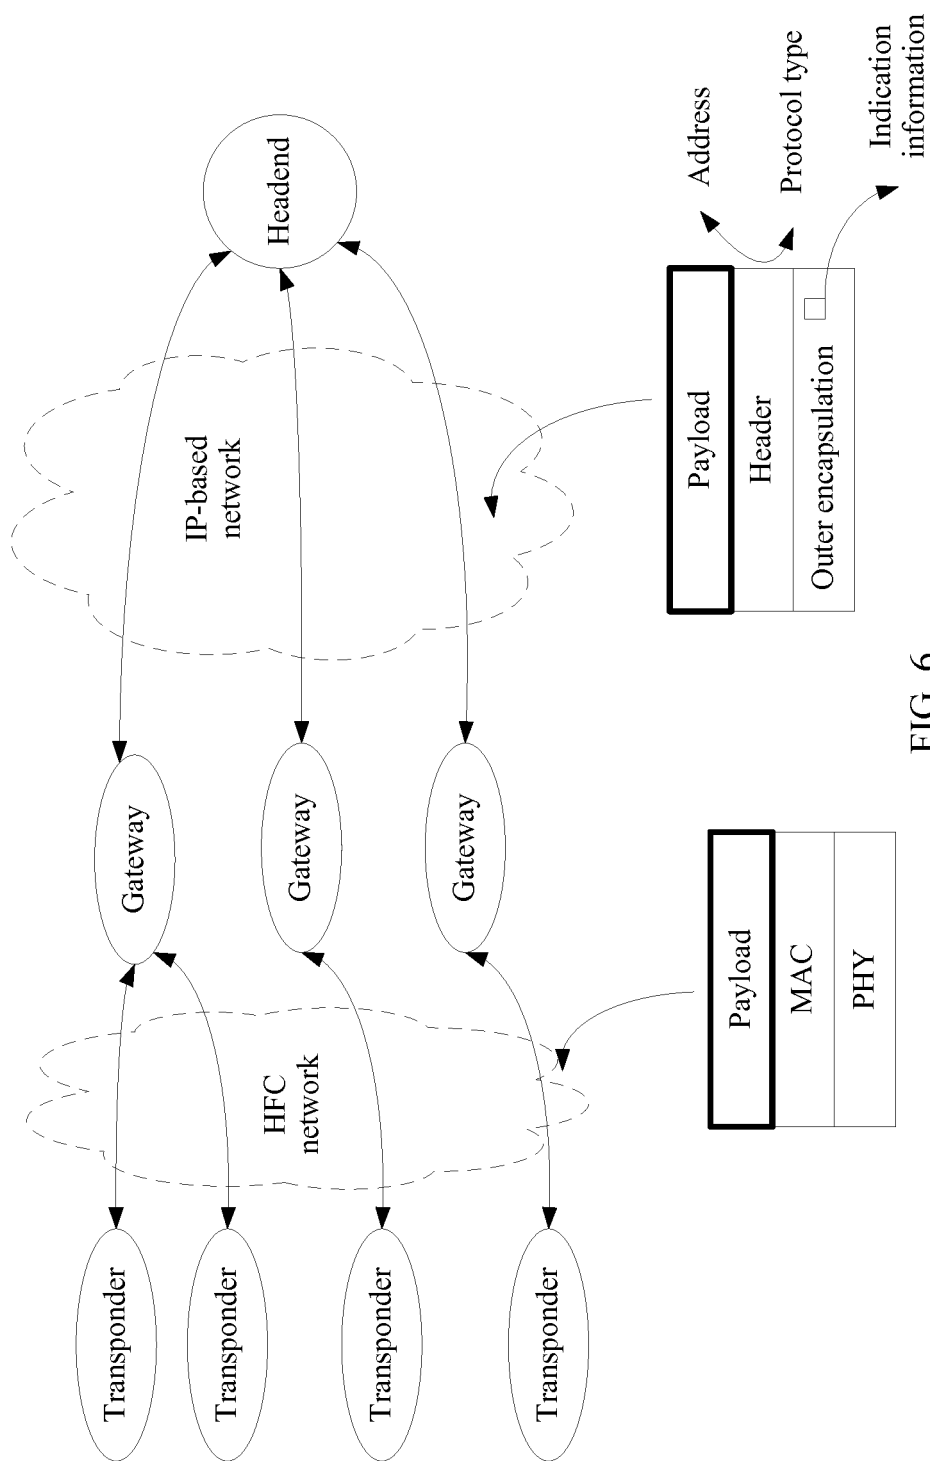 Headend
IP-based
network
Gateway
Gateway
Gateway
HFC
network
Transponder
Transponder
Transponder
Transponder
Payload
MAC
PHY
Payload
Header
Outer encapsulation
Address
Protocol type
Indication
information
FIG. 6